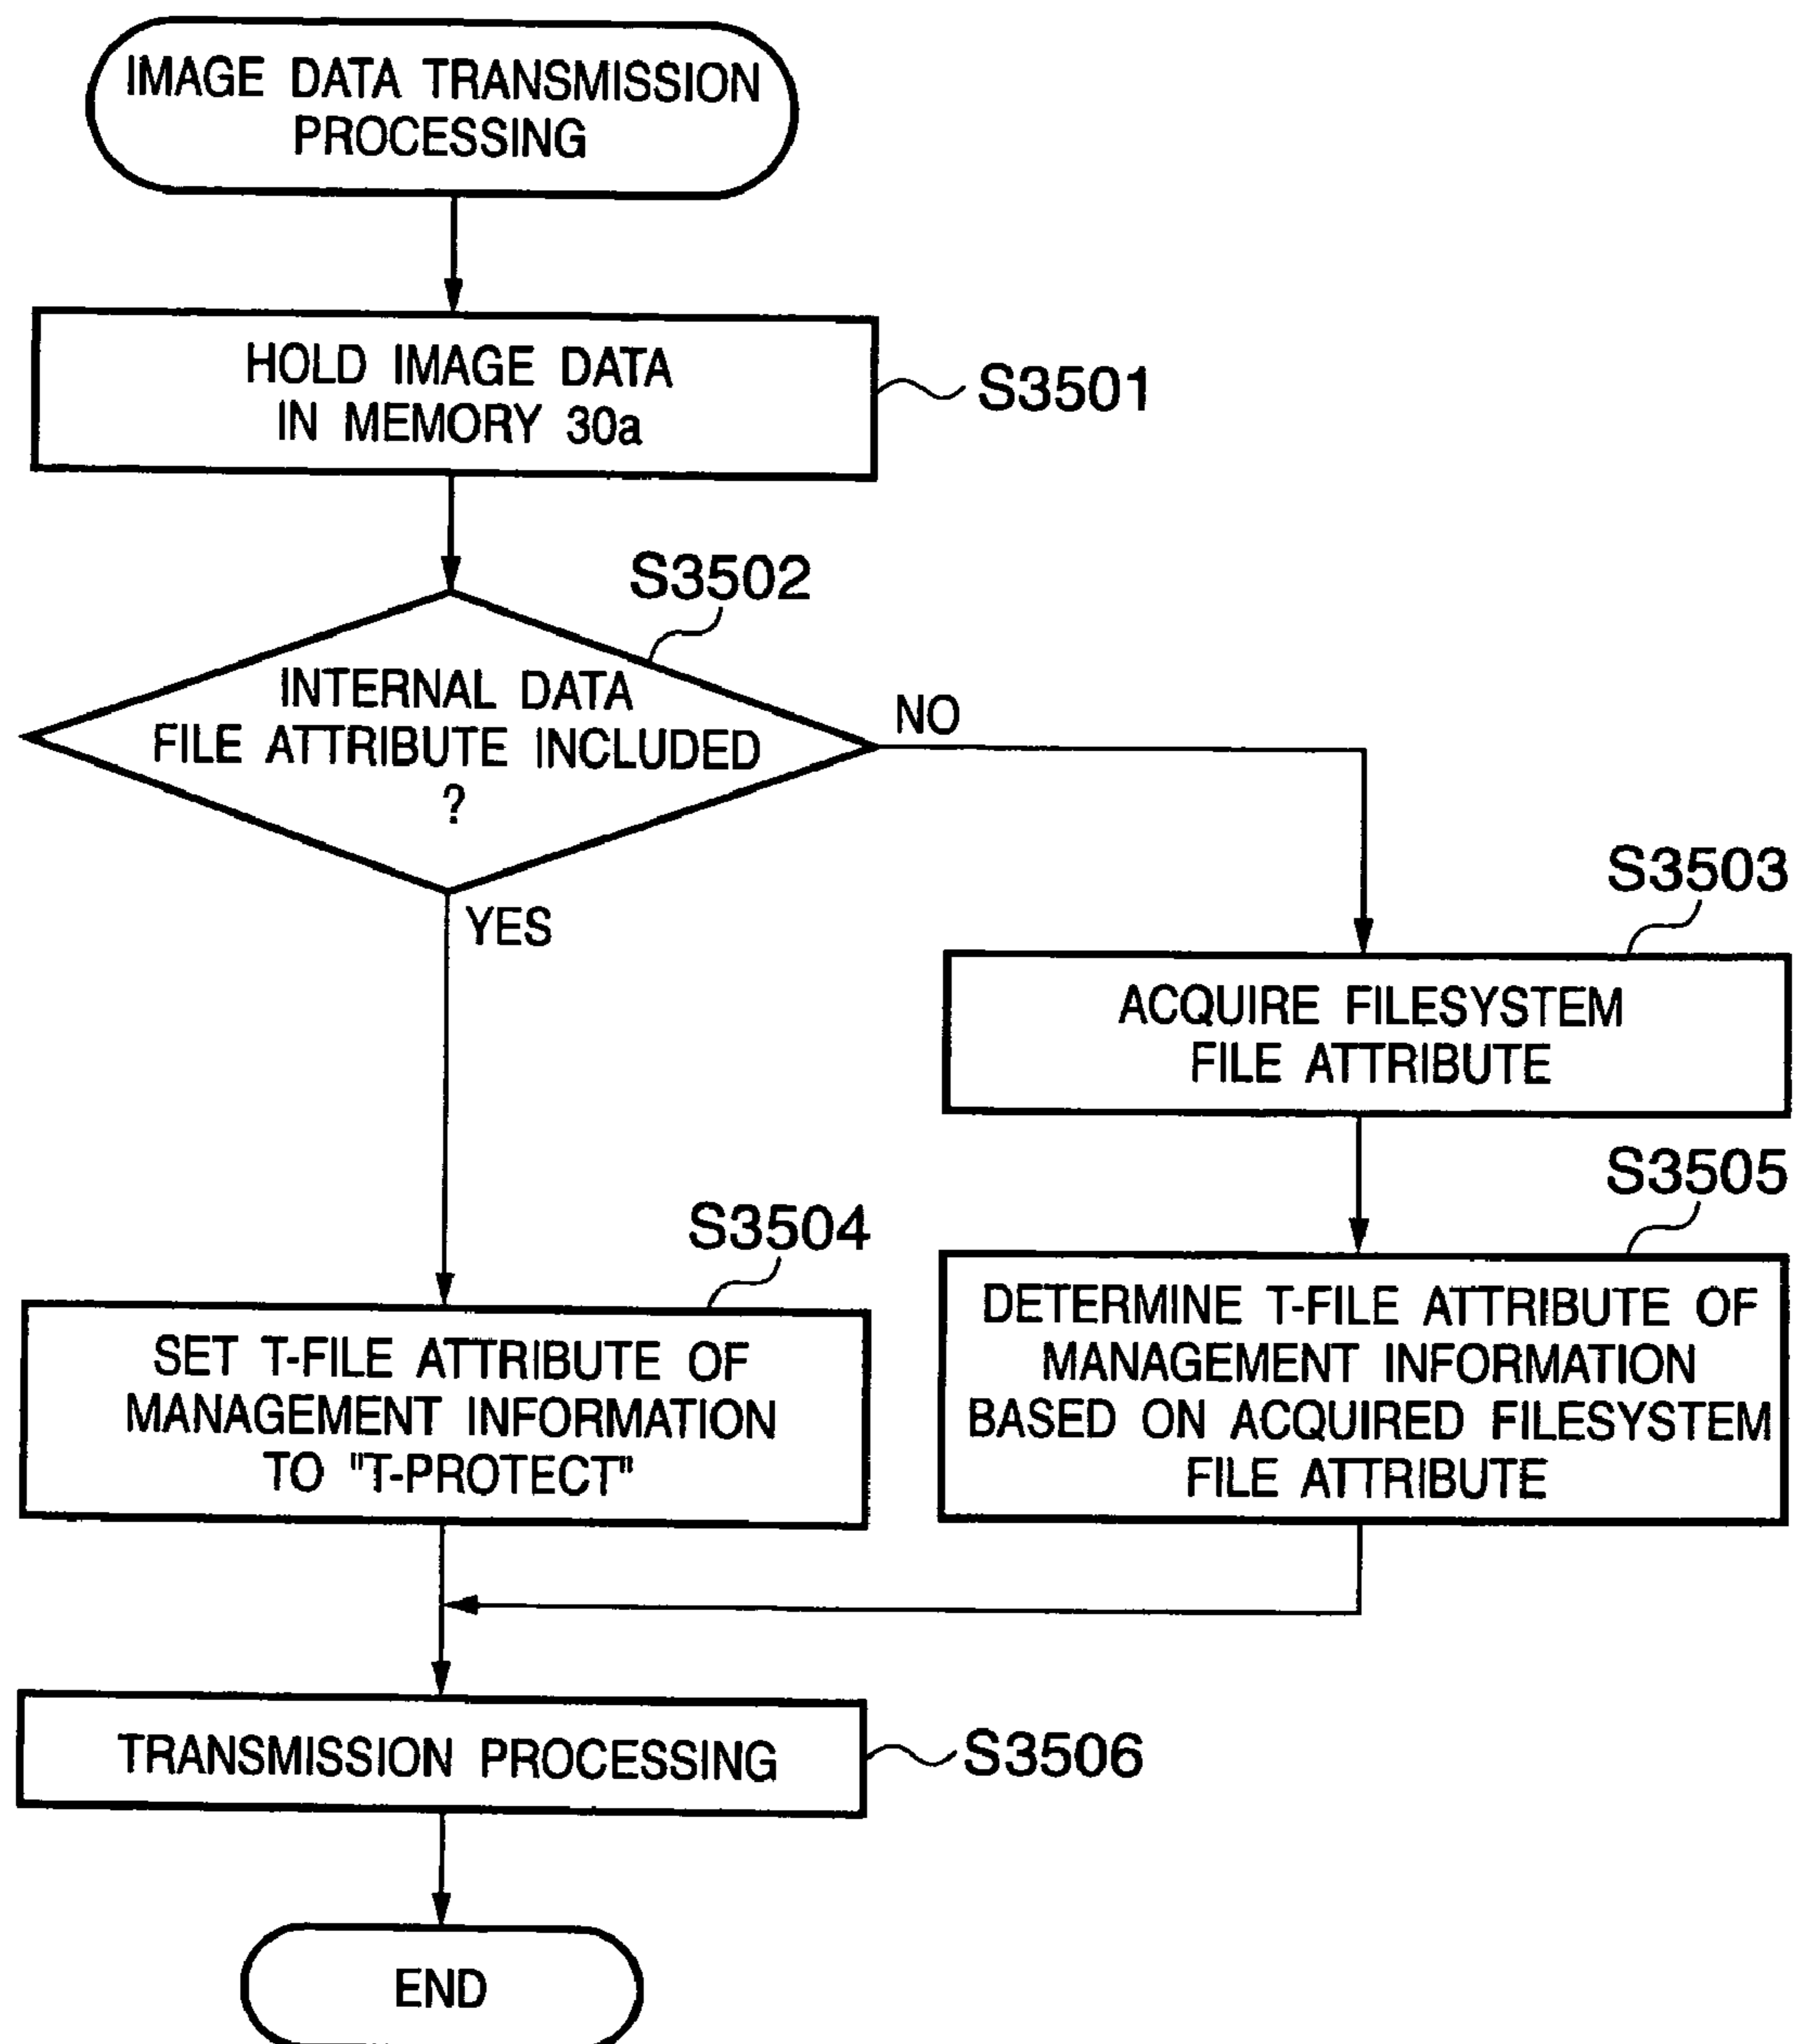 IMAGE DATA TRANSMISSION
PROCESSING
HOLD IMAGE DATA
IN MEMORY 30a
S3501
S3502
INTERNAL DATA
FILE ATTRIBUTE INCLUDED
?
NO
YES
S3503
ACQUIRE FILESYSTEM
FILE ATTRIBUTE
S3504
SET T-FILE ATTRIBUTE OF
MANAGEMENT INFORMATION
TO "T-PROTECT"
S3505
DETERMINE T-FILE ATTRIBUTE OF
MANAGEMENT INFORMATION
BASED ON ACQUIRED FILESYSTEM
FILE ATTRIBUTE
TRANSMISSION PROCESSING
S3506
END